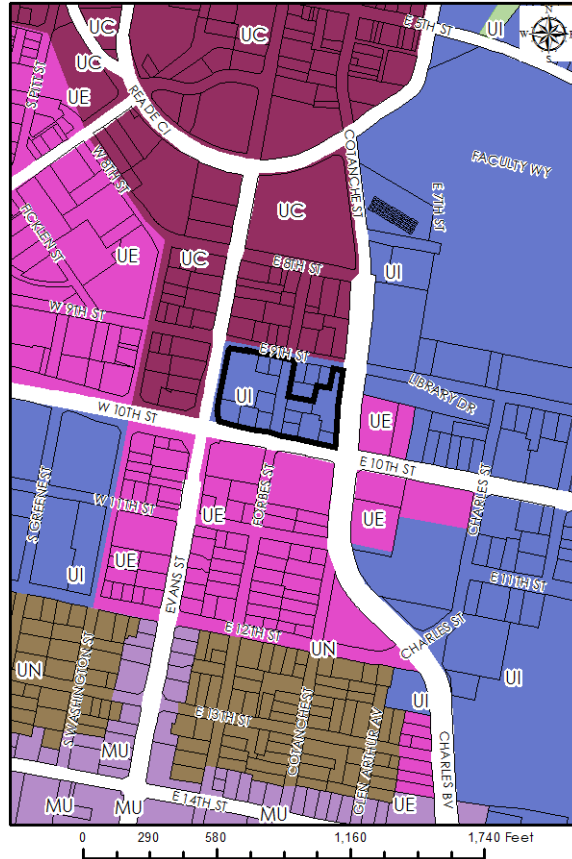 E 5TH ST
UI
N
W
E
S
UC
UC
UC
UE
S PITT ST
READE CI
COTANCHE ST
W 8TH ST
FACULTY WY
E 7TH ST
UC
FICKLEN ST
UE
UC
E 8TH ST
UI
W 9TH ST
E 9TH ST
LIBRARY DR
UI
UE
W 10TH ST
E 10TH ST
S GREENE ST
FORBES ST
CHARLES ST
W 11TH ST
UE
UE
UE
E 11TH ST
UI
EVANS ST
E 12TH ST
CHARLES ST
UN
UN
UI
UI
S WASHINGTON ST
E 13TH ST
COTANCHE ST
GLEN ARTHUR AV
CHARLES BV
MU
UE
E 14TH ST
MU
MU
MU
0 290 580 1,160 1,740 Feet